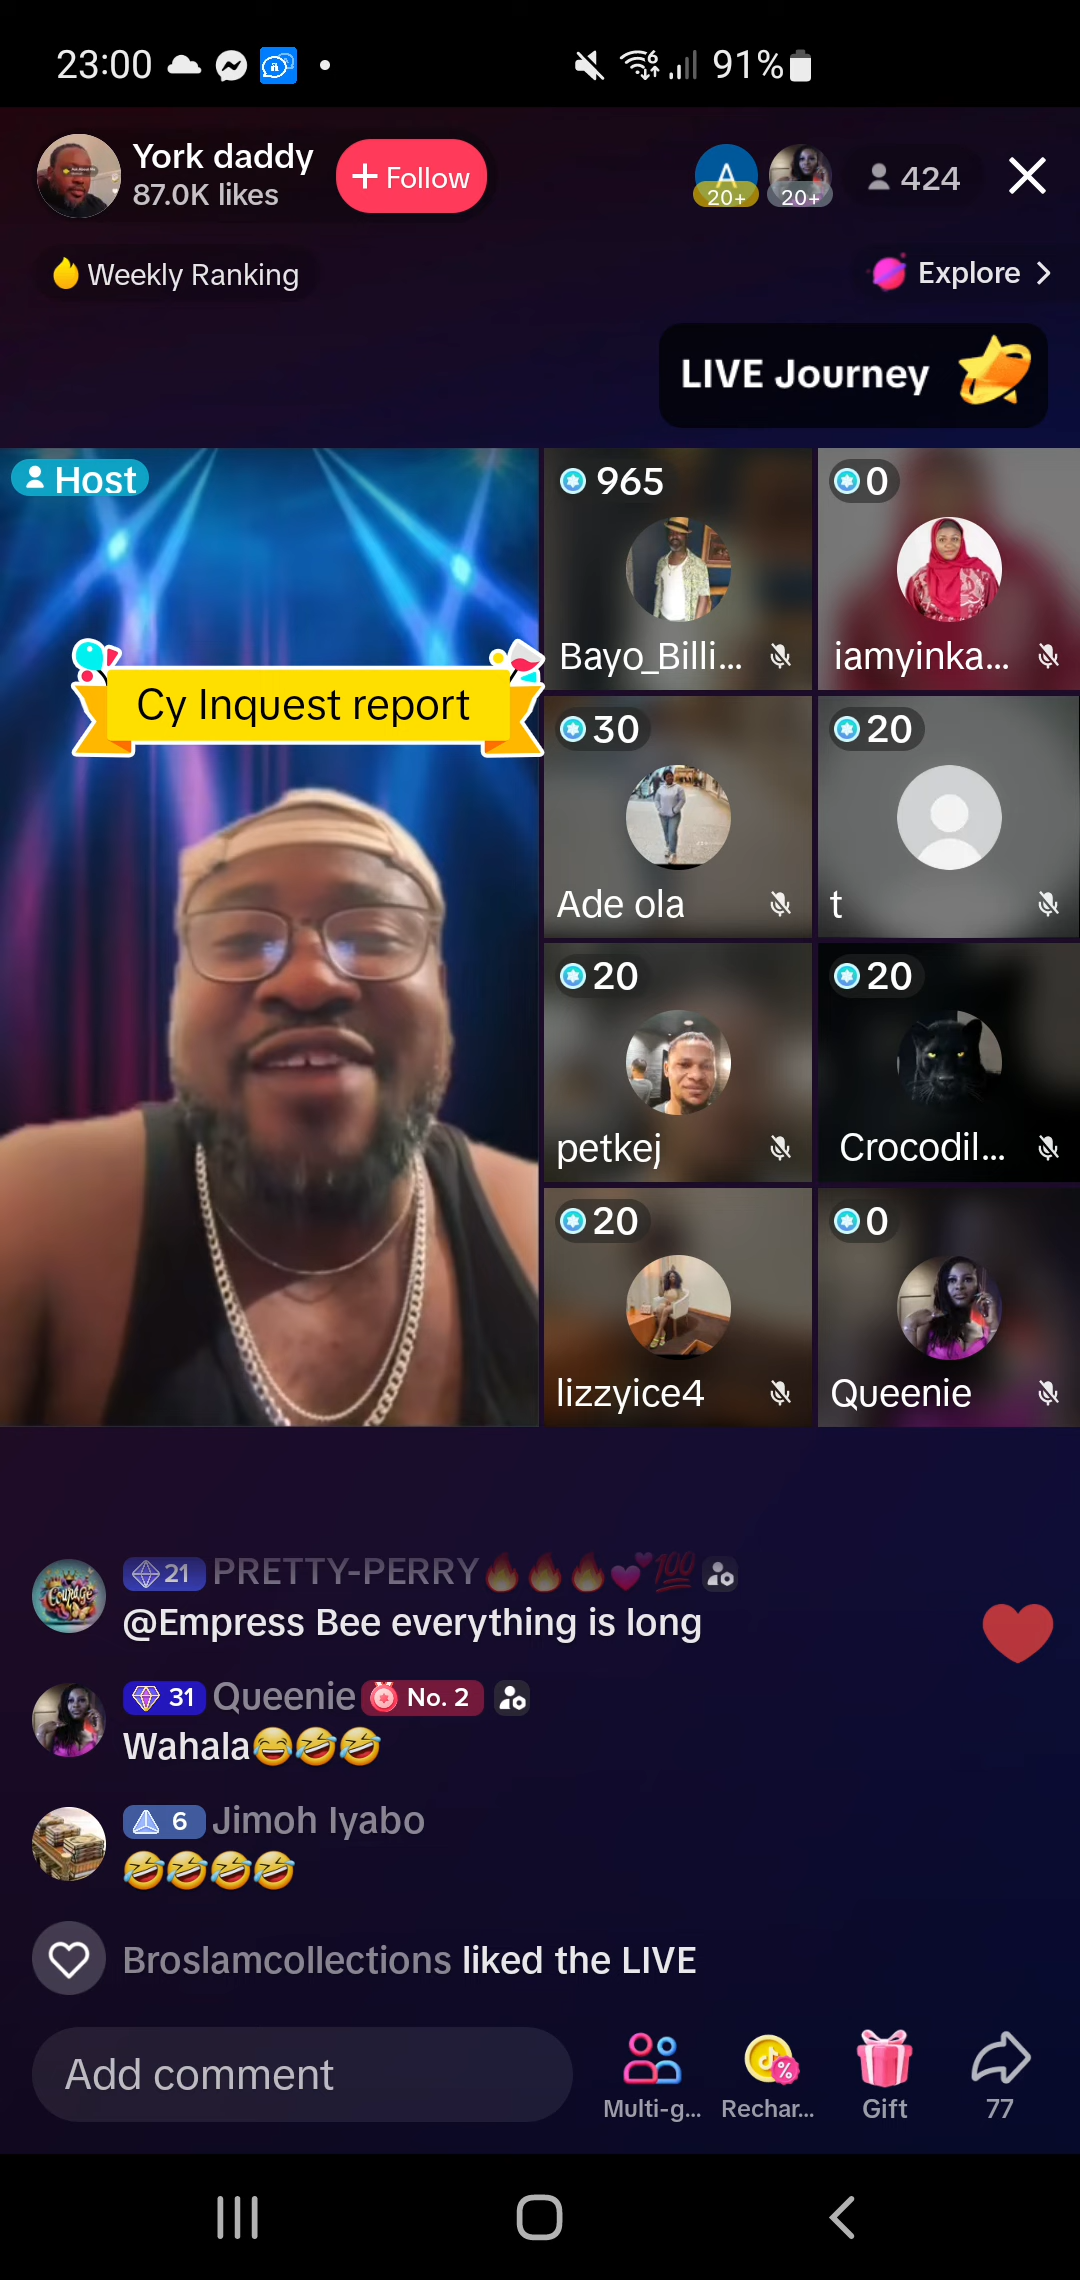 23:00
91%
York daddy
87.0K likes
+ Follow
A
20+
20+
424
Weekly Ranking
Explore
LIVE Journey
Host
Cy Inquest report
965
Bayo_Billi...
0
iamyinka...
30
Ade ola
20
t
20
petkej
20
Crocodil...
20
lizzyice4
0
Queenie
21 PRETTY-PERRY🔥🔥🔥💕💯
@Empress Bee everything is long
31 Queenie No. 2
Wahala😂🤣🤣
6 Jimoh Iyabo
🤣🤣🤣🤣
Broslamcollections liked the LIVE
Add comment
Multi-g...
Rechar...
Gift
77